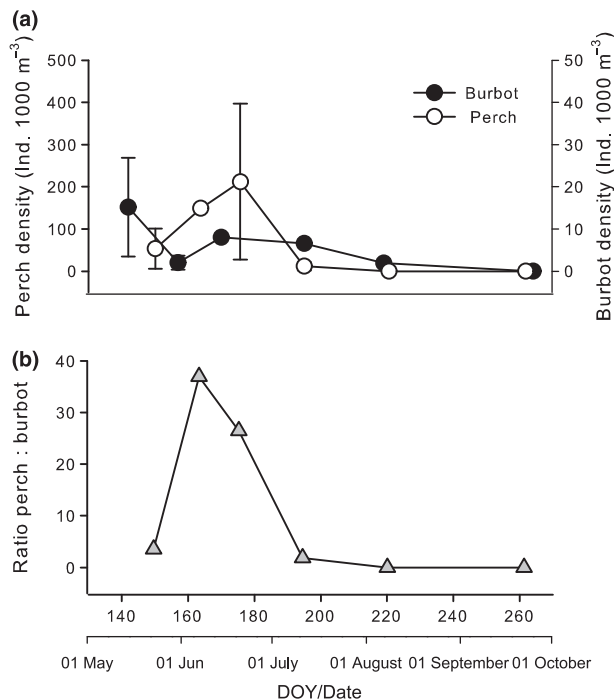 (a)
Perch density (Ind. 1000 m⁻³)
500
400
300
200
100
0
Burbot
Perch
50
40
30
20
10
0
Burbot density (Ind. 1000 m⁻³)
(b)
Ratio perch : burbot
40
30
20
10
0
140 160 180 200 220 240 260
01 May 01 Jun 01 July 01 August 01 September 01 October
DOY/Date